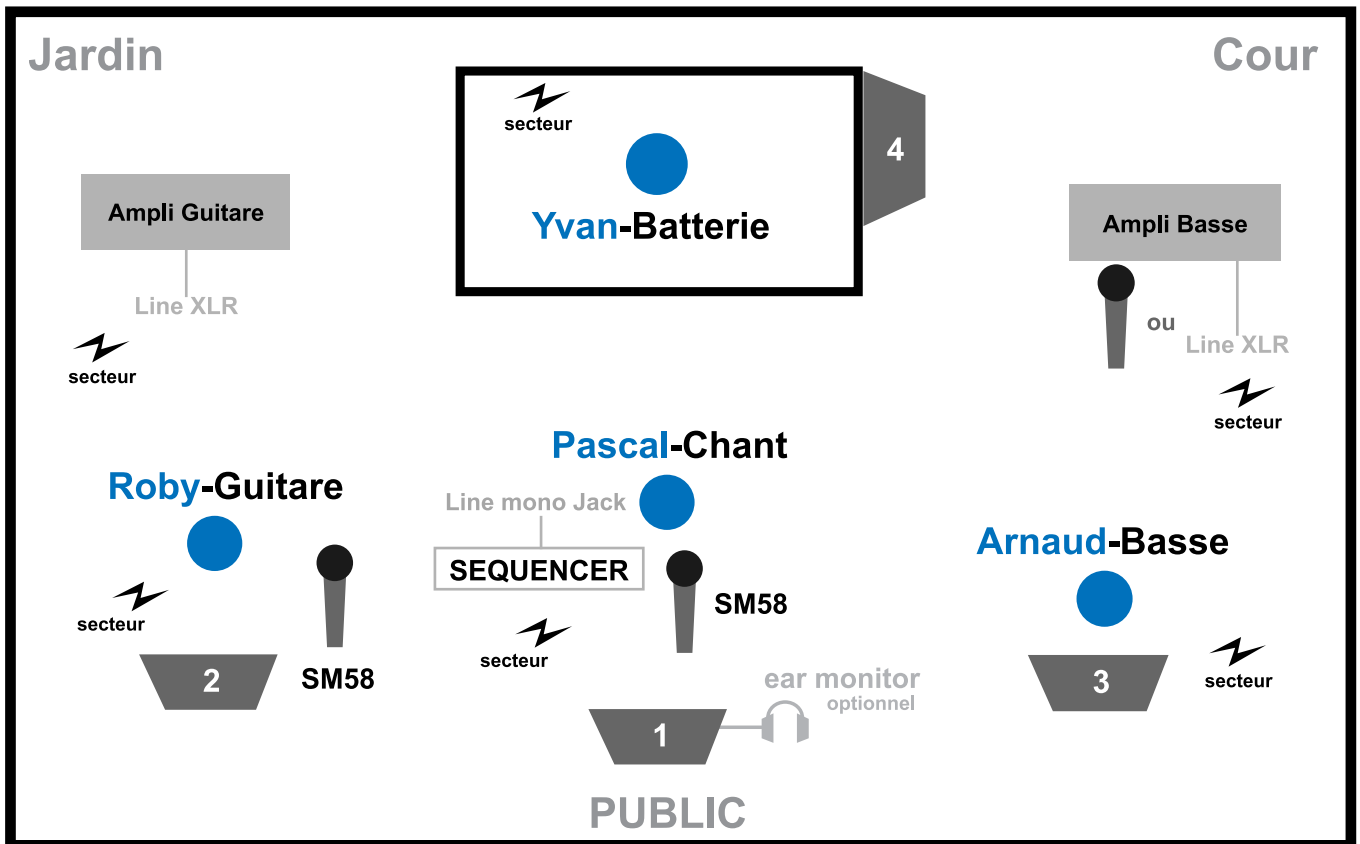 Jardin
Cour
secteur
4
Yvan-Batterie
Ampli Guitare
Line XLR
secteur
Ampli Basse
ou
Line XLR
secteur
Pascal-Chant
Roby-Guitare
Line mono Jack
SEQUENCER
SM58
Arnaud-Basse
secteur
2
SM58
secteur
ear monitor
optionnel
1
3
secteur
PUBLIC